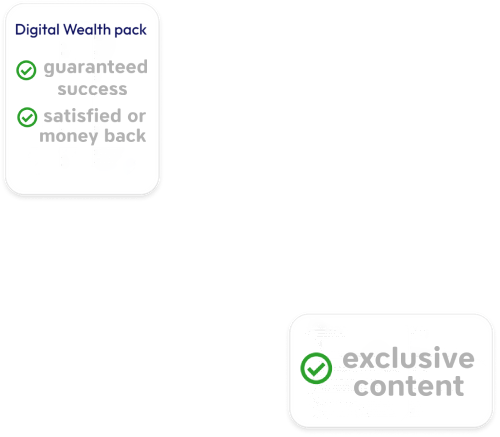 Digital Wealth pack
guaranteed
success
satisfied or
money back
exclusive
content